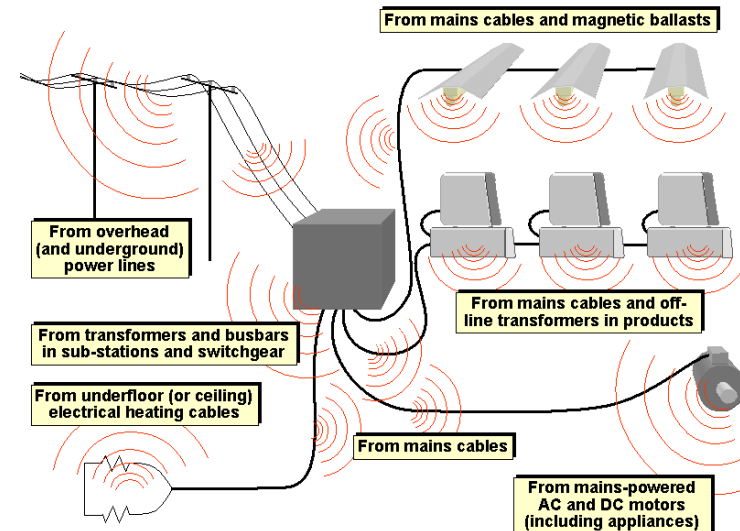 From mains cables and magnetic ballasts
From overhead
(and underground)
power lines
From mains cables and off-
line transformers in products
From transformers and busbars
in sub-stations and switchgear
From underfloor (or ceiling)
electrical heating cables
From mains cables
From mains-powered
AC and DC motors
(including appliances)